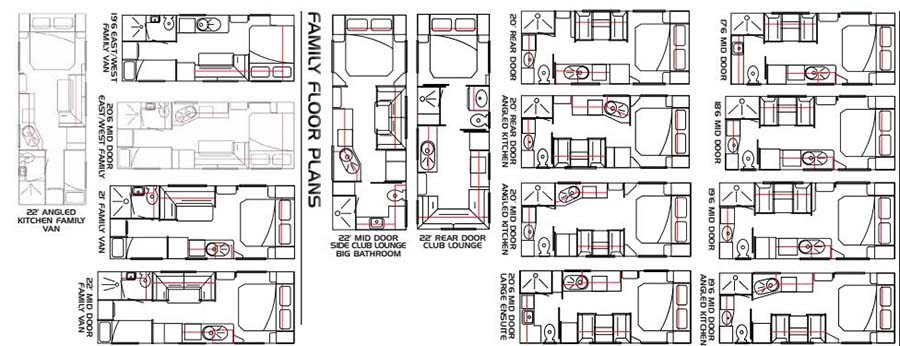 22' ANGLED
KITCHEN FAMILY
VAN
19'6 EAST/WEST
FAMILY VAN
20'6 MID DOOR
EAST/WEST FAMILY
21' FAMILY VAN
22' MID DOOR
FAMILY VAN
FAMILY FLOOR PLANS
22' MID DOOR
SIDE CLUB LOUNGE
BIG BATHROOM
22' REAR DOOR
CLUB LOUNGE
20' REAR DOOR
20' REAR DOOR
ANGLED KITCHEN
20' MID DOOR
ANGLED KITCHEN
20'6 MID DOOR
LARGE ENSUITE
17'6 MID DOOR
18'6 MID DOOR
19'6 MID DOOR
19'6 MID DOOR
ANGLED KITCHEN